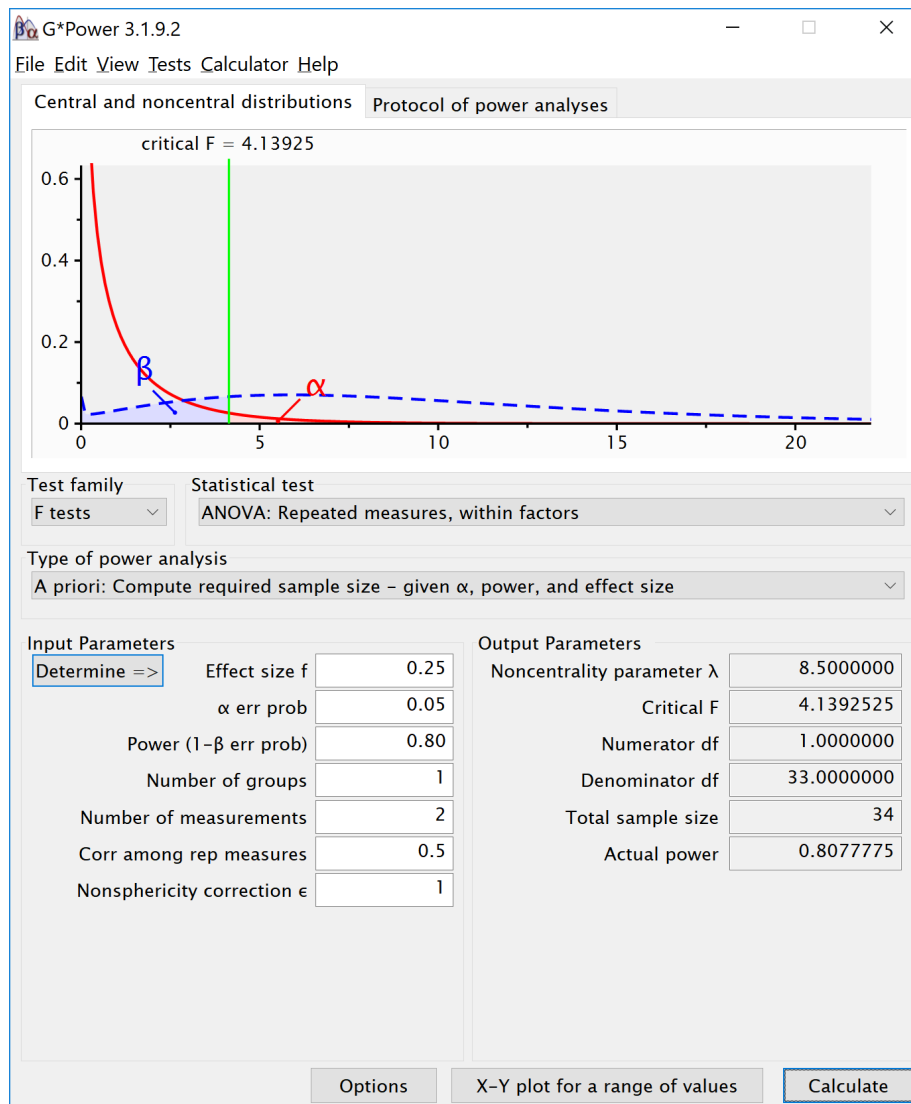 G*Power 3.1.9.2
File Edit View Tests Calculator Help
Central and noncentral distributions
Protocol of power analyses
critical F = 4.13925
0.6
0.4
0.2
0
β
α
0 5 10 15 20
Test family
Statistical test
F tests
ANOVA: Repeated measures, within factors
Type of power analysis
A priori: Compute required sample size – given α, power, and effect size
Input Parameters
Determine =>
Effect size f 0.25
α err prob 0.05
Power (1-β err prob) 0.80
Number of groups 1
Number of measurements 2
Corr among rep measures 0.5
Nonsphericity correction ϵ 1
Output Parameters
Noncentrality parameter λ 8.5000000
Critical F 4.1392525
Numerator df 1.0000000
Denominator df 33.0000000
Total sample size 34
Actual power 0.8077775
Options
X-Y plot for a range of values
Calculate